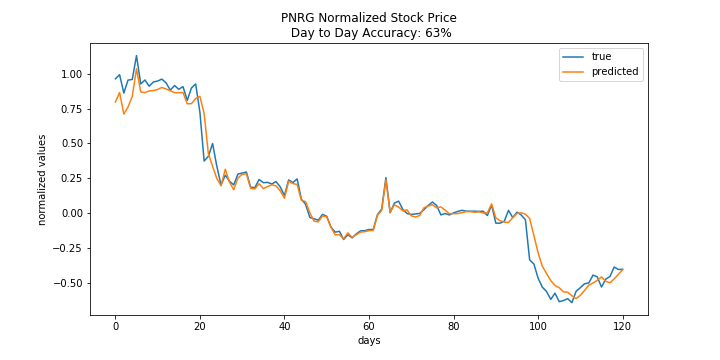 PNRG Normalized Stock Price
Day to Day Accuracy: 63%
true
predicted
normalized values
1.00
0.75
0.50
0.25
0.00
−0.25
−0.50
0
20
40
60
80
100
120
days